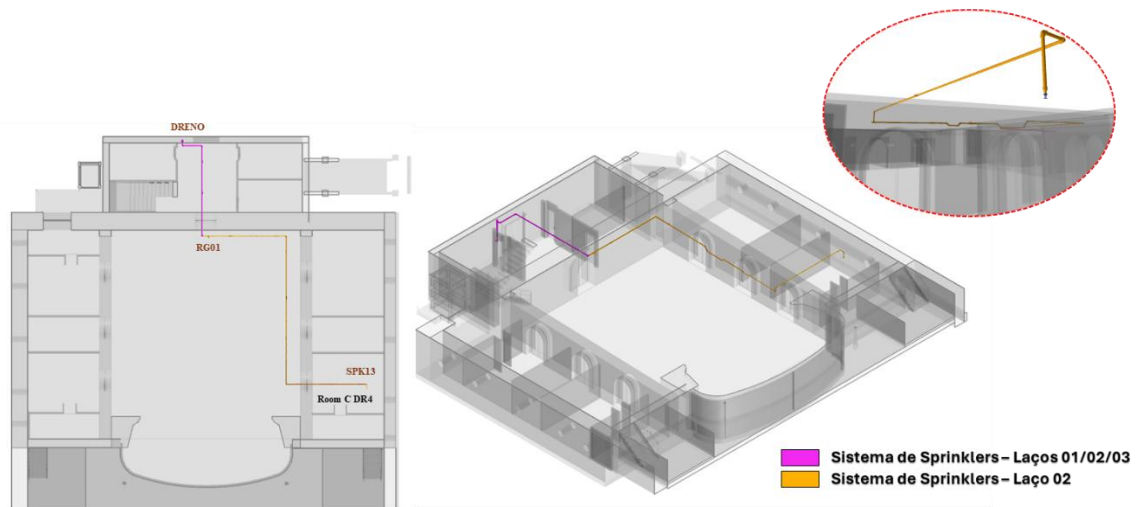 DRENO
RG01
SPK13
Room C DR4
Sistema de Sprinklers – Laços 01/02/03
Sistema de Sprinklers – Laço 02